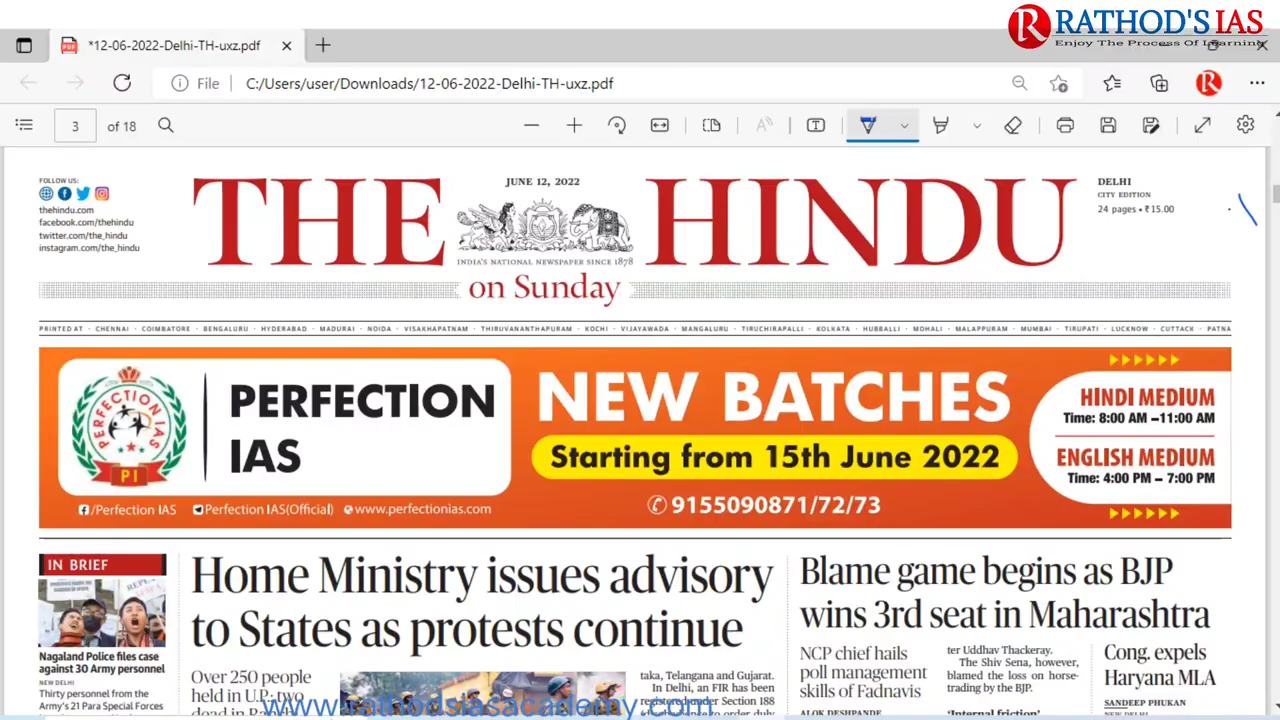 RATHOD'S IAS
Enjoy The Process Of Learning
*12-06-2022-Delhi-TH-uxz.pdf
File
C:/Users/user/Downloads/12-06-2022-Delhi-TH-uxz.pdf
3 of 18
FOLLOW US:
thehindu.com
facebook.com/thehindu
twitter.com/the_hindu
instagram.com/the_hindu
JUNE 12, 2022
THE HINDU
INDIA'S NATIONAL NEWSPAPER SINCE 1878
on Sunday
DELHI
CITY EDITION
24 pages • ₹15.00
PRINTED AT · CHENNAI · COIMBATORE · BENGALURU · HYDERABAD · MADURAI · NOIDA · VISAKHAPATNAM · THIRUVANANTHAPURAM · KOCHI · VIJAYAWADA · MANGALURU · TIRUCHIRAPALLI · KOLKATA · HUBBALLI · MOHALI · MALAPPURAM · MUMBAI · TIRUPATI · LUCKNOW · CUTTACK · PATNA
PERFECTION IAS
PI
PERFECTION
IAS
/Perfection IAS Perfection IAS(Official) www.perfectionias.com
NEW BATCHES
Starting from 15th June 2022
9155090871/72/73
HINDI MEDIUM
Time: 8:00 AM –11:00 AM
ENGLISH MEDIUM
Time: 4:00 PM – 7:00 PM
IN BRIEF
Nagaland Police files case
against 30 Army personnel
NEW DELHI
Thirty personnel from the
Army's 21 Para Special Forces
Home Ministry issues advisory
to States as protests continue
Over 250 people
held in U.P.; two
taka, Telangana and Gujarat.
In Delhi, an FIR has been
registered under Section 188
Blame game begins as BJP
wins 3rd seat in Maharashtra
NCP chief hails
poll management
skills of Fadnavis
ALOK DESHPANDE
ter Uddhav Thackeray.
The Shiv Sena, however,
blamed the loss on horse-
trading by the BJP.
'Internal friction'
Cong. expels
Haryana MLA
SANDEEP PHUKAN
NEW DELHI
www.rathodsiasacademy.com